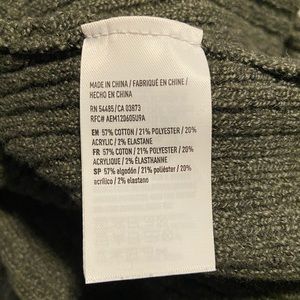 MADE IN CHINA / FABRIQUÉ EN CHINE /
HECHO EN CHINA
RN 54485/CA 03873
RFC# AEM120605U9A
EN 57% COTTON / 21% POLYESTER / 20%
ACRYLIC / 2% ELASTANE
FR 57% COTON / 21% POLYESTER / 20%
ACRYLIQUE / 2% ÉLASTHANNE
SP 57% algodón / 21% poliéster / 20%
acrílico / 2% elastano